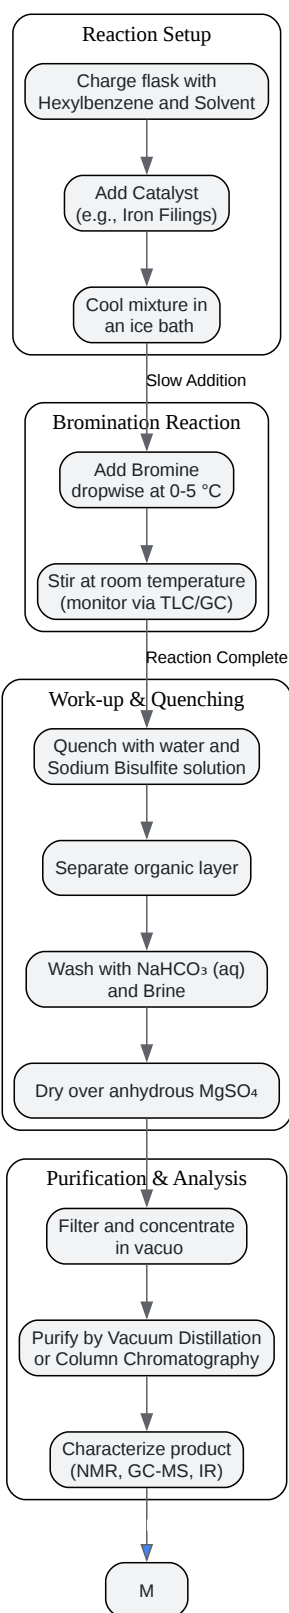 Reaction Setup
Charge flask with
Hexylbenzene and Solvent
Add Catalyst
(e.g., Iron Filings)
Cool mixture in
an ice bath
Slow Addition
Bromination Reaction
Add Bromine
dropwise at 0-5 °C
Stir at room temperature
(monitor via TLC/GC)
Reaction Complete
Work-up & Quenching
Quench with water and
Sodium Bisulfite solution
Separate organic layer
Wash with NaHCO₃ (aq)
and Brine
Dry over anhydrous MgSO₄
Purification & Analysis
Filter and concentrate
in vacuo
Purify by Vacuum Distillation
or Column Chromatography
Characterize product
(NMR, GC-MS, IR)
M